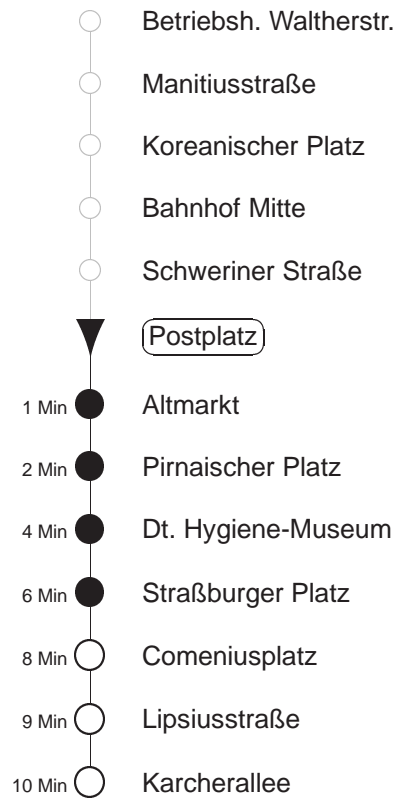 Betriebsh. Waltherstr.
Manitiusstraße
Koreanischer Platz
Bahnhof Mitte
Schweriner Straße
Postplatz
1 Min Altmarkt
2 Min Pirnaischer Platz
4 Min Dt. Hygiene-Museum
6 Min Straßburger Platz
8 Min Comeniusplatz
9 Min Lipsiusstraße
10 Min Karcherallee